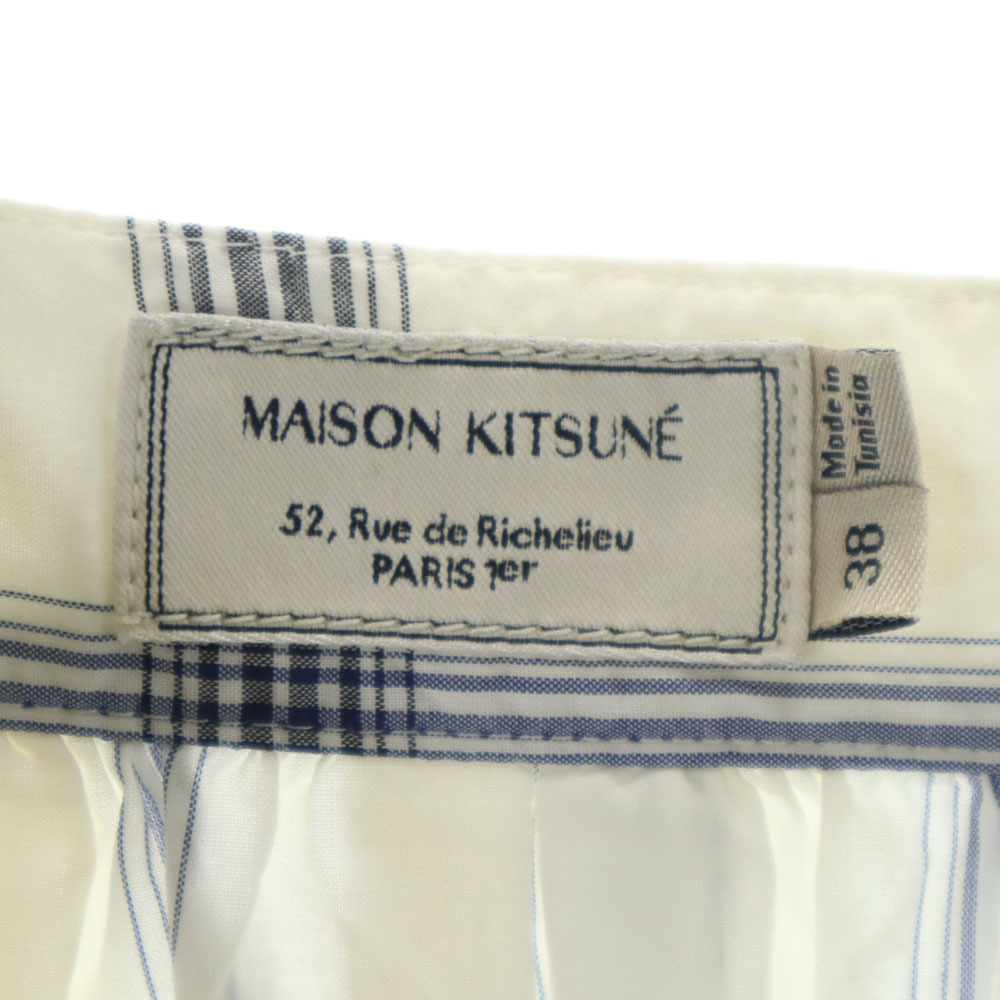 MAISON KITSUNÉ
52, Rue de Richelieu
PARIS 1er
Made in
Tunisia
38